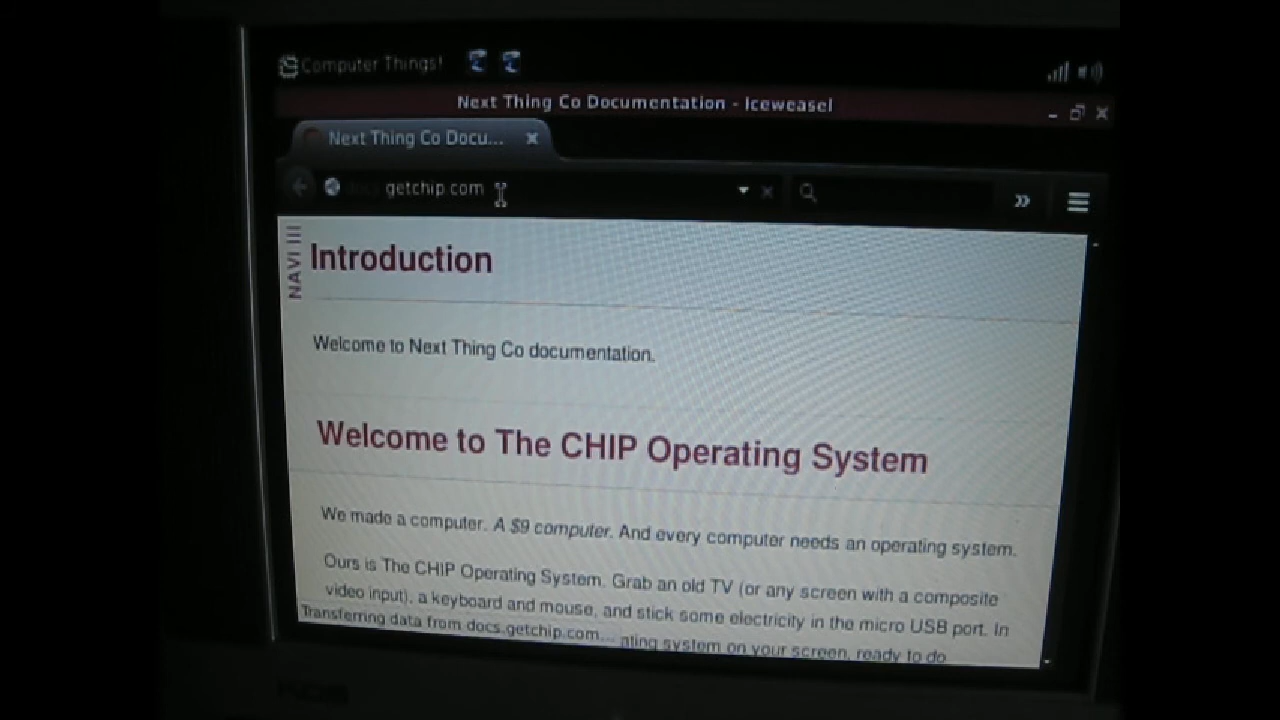 Computer Things!
Next Thing Co Documentation - Iceweasel
Next Thing Co Docu...
docs.getchip.com
NAVI III
Introduction
Welcome to Next Thing Co documentation.
Welcome to The CHIP Operating System
We made a computer. A $9 computer. And every computer needs an operating system.
Ours is The CHIP Operating System. Grab an old TV (or any screen with a composite
video input), a keyboard and mouse, and stick some electricity in the micro USB port. In
Transferring data from docs.getchip.com... ating system on your screen, ready to do